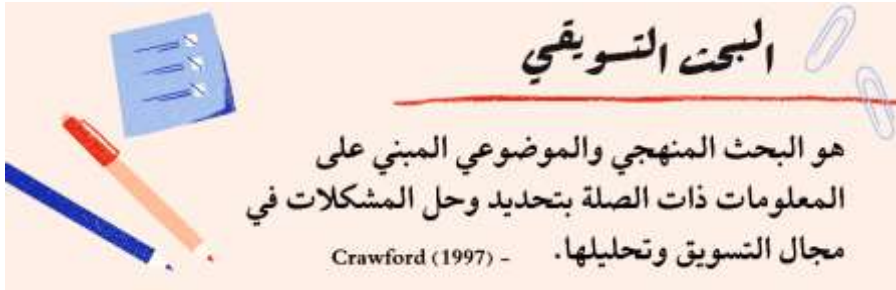 البحث التسويقي
هو البحث المنهجي والموضوعي المبني على
المعلومات ذات الصلة بتحديد وحل المشكلات في
مجال التسويق وتحليلها. - Crawford (1997)